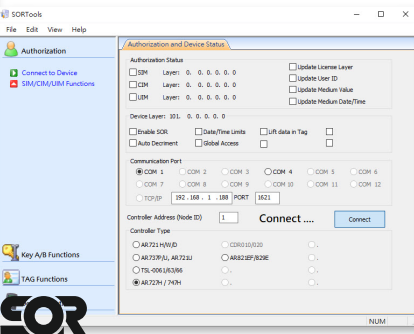 SORTools
File Edit View Help
Authorization
Connect to Device
SIM/CIM/UIM Functions
Key A/B Functions
TAG Functions
SOR
Authorization and Device Status
Authorization Status
SIM Layer: 0. 0. 0. 0. 0. 0
CIM Layer: 0. 0. 0. 0. 0. 0
UIM Layer: 0. 0. 0. 0. 0. 0
Update License Layer
Update User ID
Update Medium Value
Update Medium Date/Time
Device Layer: 101. 0. 0. 0. 0. 0
Enable SOR Date/Time Limits Lift data in Tag
Auto Decriment Global Access
Communication Port
COM 1 COM 2 COM 3 COM 4 COM 5 COM 6
COM 7 COM 8 COM 9 COM 10 COM 11 COM 12
TCP/IP 192.168. 1 .188 PORT 1621
Controller Address (Node ID) 1 Connect .... Connect
Controller Type
AR721 H/W/D CDR010/020 .
AR737P/U, AR721U AR821EF/829E .
TSL-0061/63/66 . .
AR727H / 747H . .
NUM